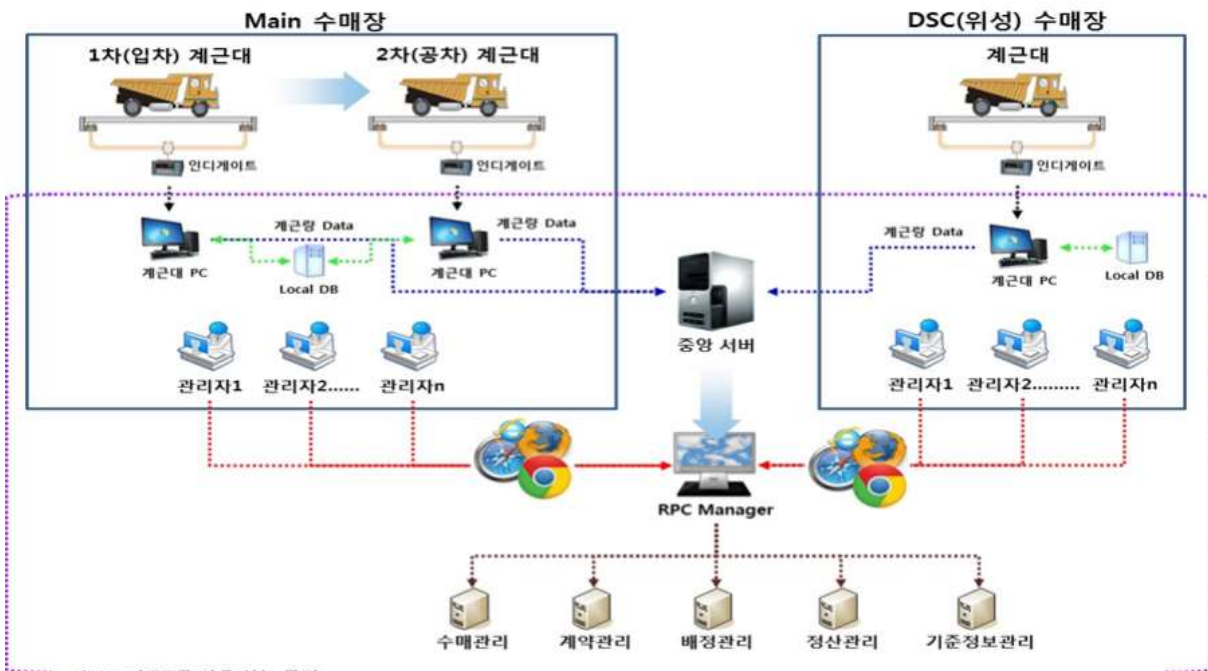 Main 수매장
DSC(위성) 수매장
1차(입차) 계근대
2차(공차) 계근대
계근대
인디게이트
인디게이트
인디게이트
계근량 Data
계근량 Data
계근량 Data
계근대 PC
Local DB
계근대 PC
계근대 PC
Local DB
중앙 서버
관리자1
관리자2......
관리자n
관리자1
관리자2.........
관리자n
RPC Manager
수매관리
계약관리
배정관리
정산관리
기준정보관리